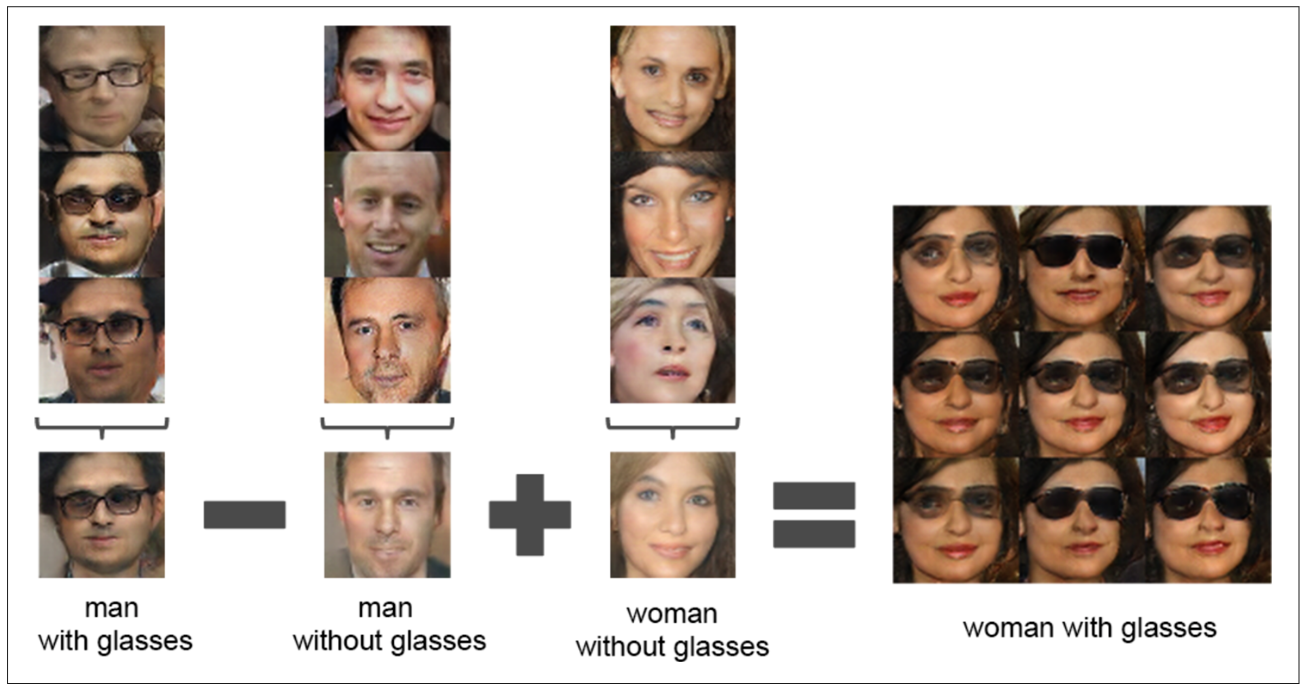 man
with glasses
man
without glasses
woman
without glasses
woman with glasses